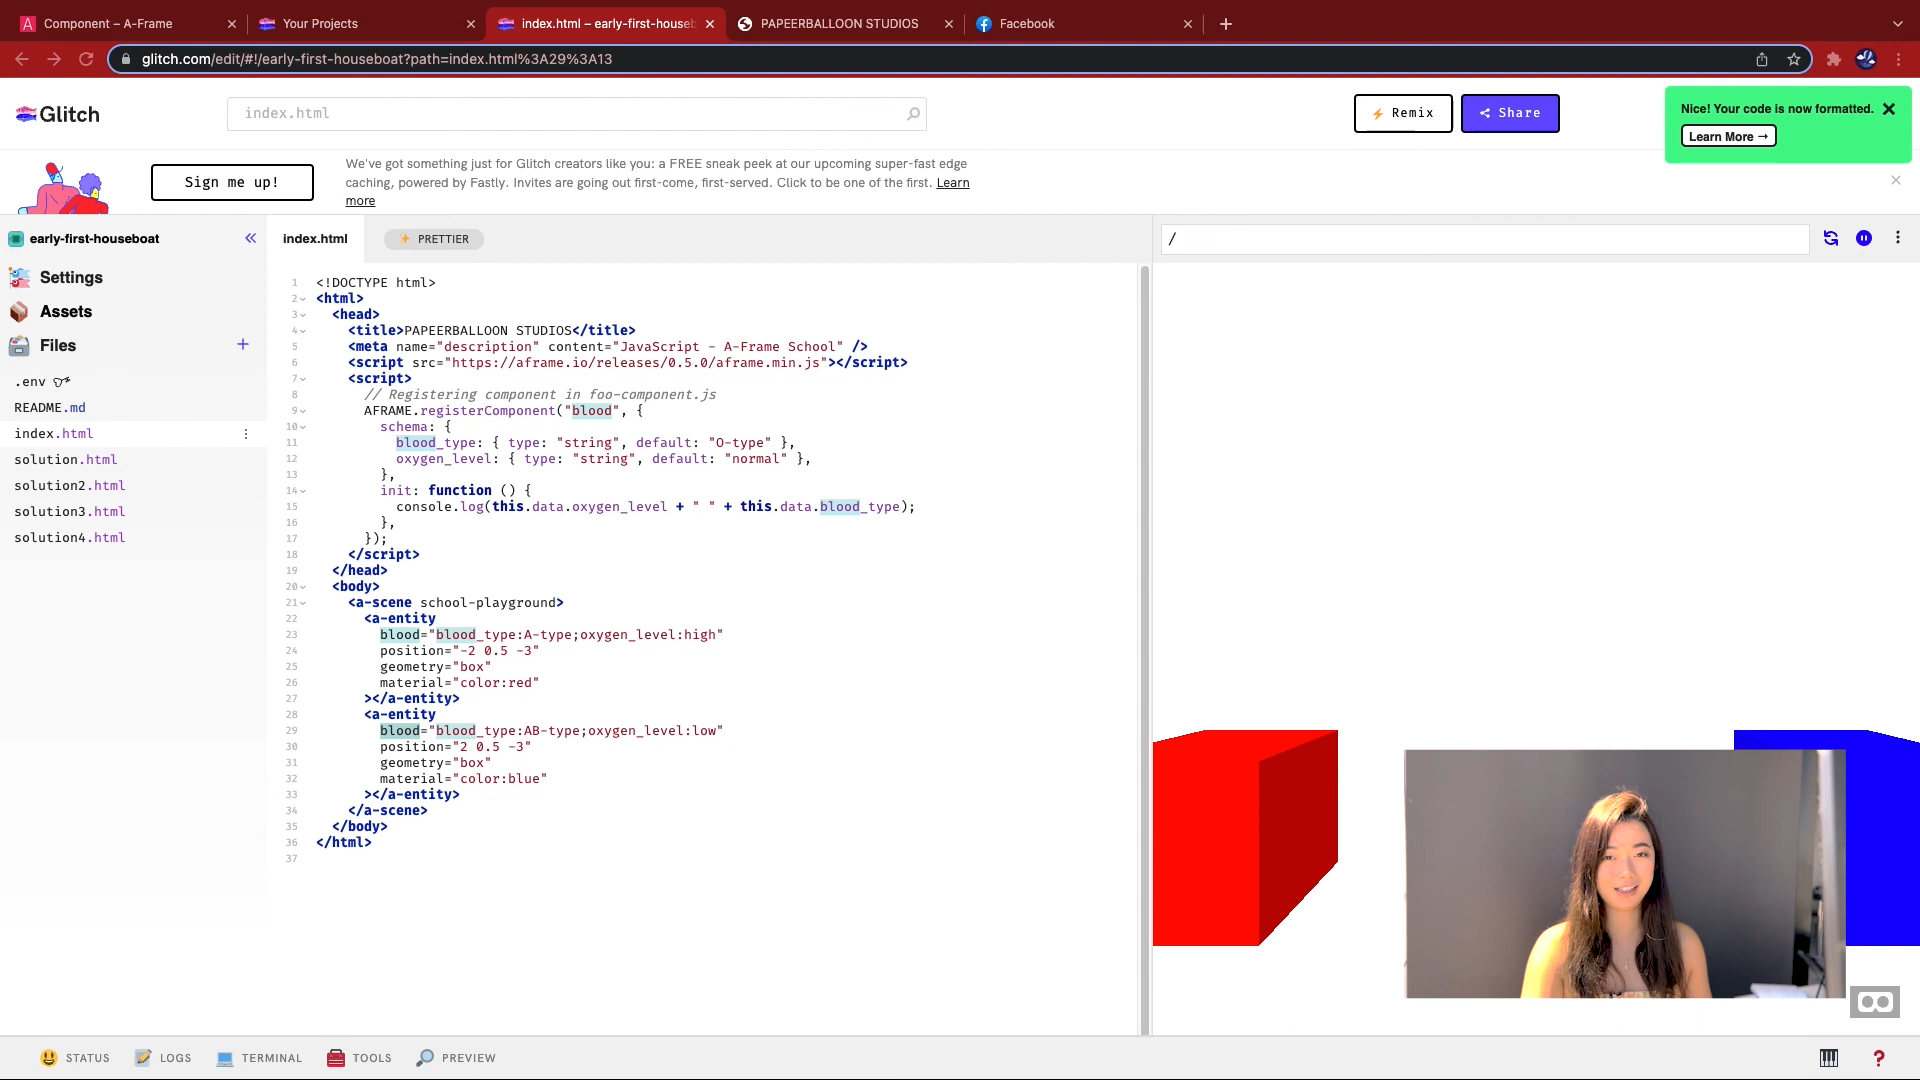 Component – A-Frame
Your Projects
index.html – early-first-houseb
PAPEERBALLOON STUDIOS
Facebook
glitch.com/edit/#!/early-first-houseboat?path=index.html%3A29%3A13
Glitch
index.html
Remix
Share
Nice! Your code is now formatted.
Learn More →
Sign me up!
We've got something just for Glitch creators like you: a FREE sneak peek at our upcoming super-fast edge
caching, powered by Fastly. Invites are going out first-come, first-served. Click to be one of the first. Learn
more
early-first-houseboat
Settings
Assets
Files
.env
README.md
index.html
solution.html
solution2.html
solution3.html
solution4.html
index.html
PRETTIER
/
1 <!DOCTYPE html>
2 <html>
3 <head>
4 <title>PAPEERBALLOON STUDIOS</title>
5 <meta name="description" content="JavaScript - A-Frame School" />
6 <script src="https://aframe.io/releases/0.5.0/aframe.min.js"></script>
7 <script>
8 // Registering component in foo-component.js
9 AFRAME.registerComponent("blood", {
10 schema: {
11 blood_type: { type: "string", default: "O-type" },
12 oxygen_level: { type: "string", default: "normal" },
13 },
14 init: function () {
15 console.log(this.data.oxygen_level + " " + this.data.blood_type);
16 },
17 });
18 </script>
19 </head>
20 <body>
21 <a-scene school-playground>
22 <a-entity
23 blood="blood_type:A-type;oxygen_level:high"
24 position="-2 0.5 -3"
25 geometry="box"
26 material="color:red"
27 ></a-entity>
28 <a-entity
29 blood="blood_type:AB-type;oxygen_level:low"
30 position="2 0.5 -3"
31 geometry="box"
32 material="color:blue"
33 ></a-entity>
34 </a-scene>
35 </body>
36 </html>
37
STATUS
LOGS
TERMINAL
TOOLS
PREVIEW
?